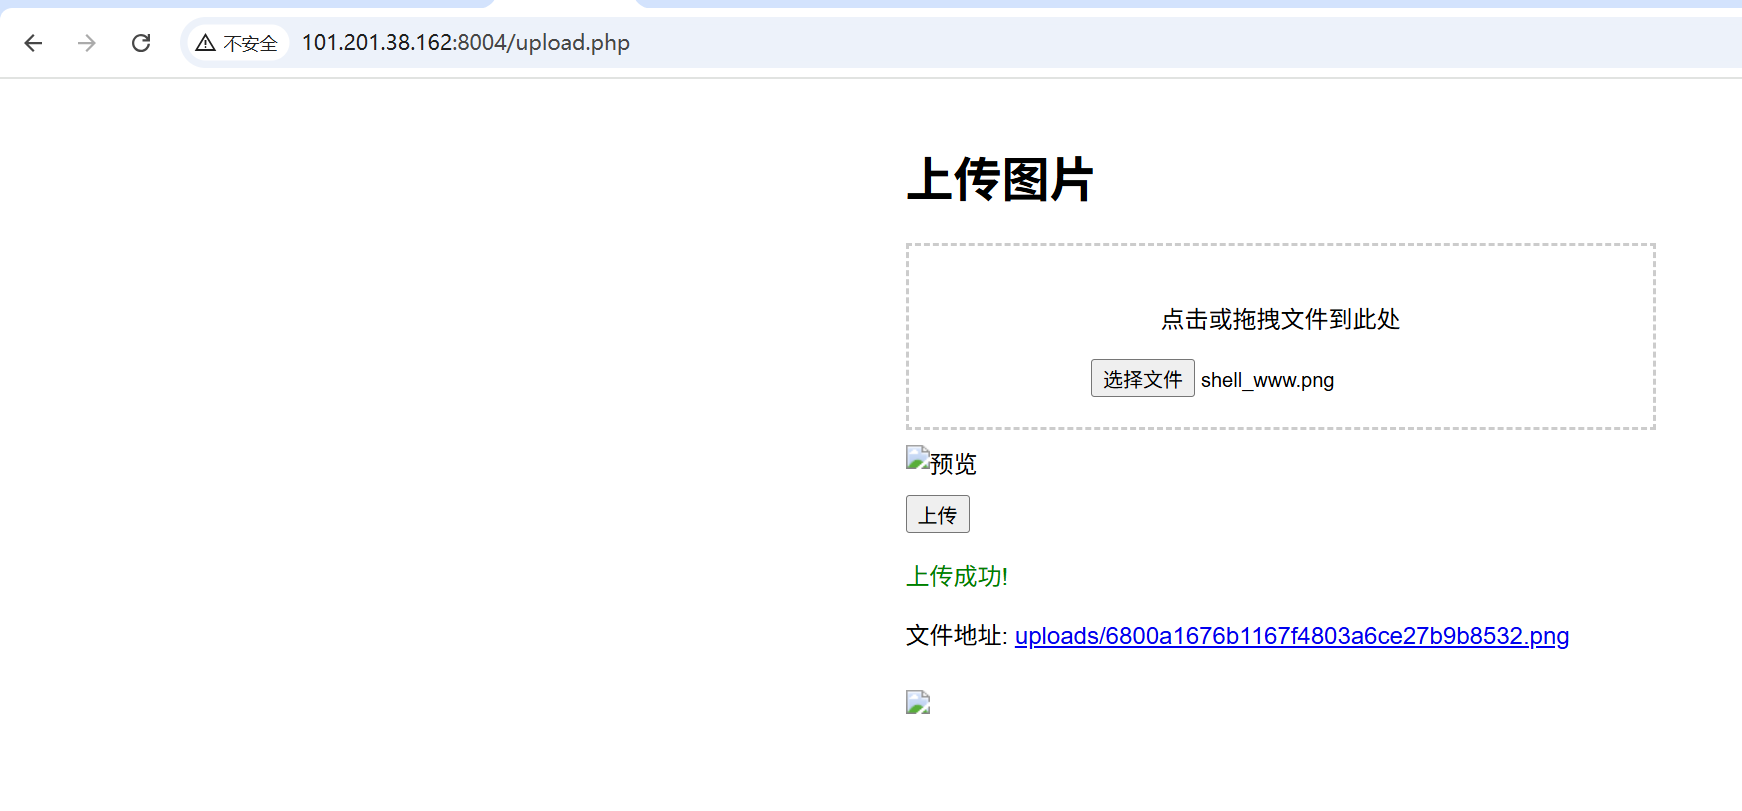 不安全 101.201.38.162:8004/upload.php
上传图片
点击或拖拽文件到此处
选择文件 shell_www.png
预览
上传
上传成功!
文件地址: uploads/6800a1676b1167f4803a6ce27b9b8532.png